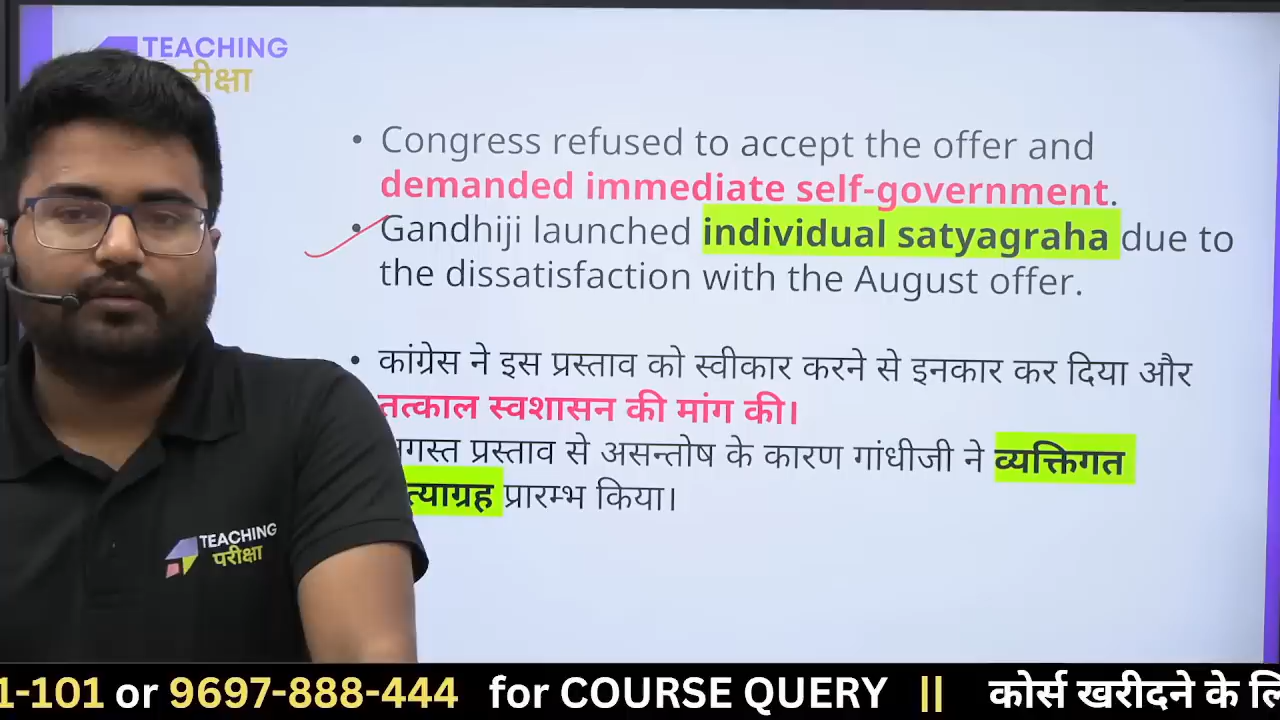 TEACHING
परीक्षा
• Congress refused to accept the offer and
demanded immediate self-government.
• Gandhiji launched individual satyagraha due to
the dissatisfaction with the August offer.
• कांग्रेस ने इस प्रस्ताव को स्वीकार करने से इनकार कर दिया और
तत्काल स्वशासन की मांग की।
गस्त प्रस्ताव से असन्तोष के कारण गांधीजी ने व्यक्तिगत
त्याग्रह प्रारम्भ किया।
TEACHING
परीक्षा
1-101 or 9697-888-444 for COURSE QUERY || कोर्स खरीदने के